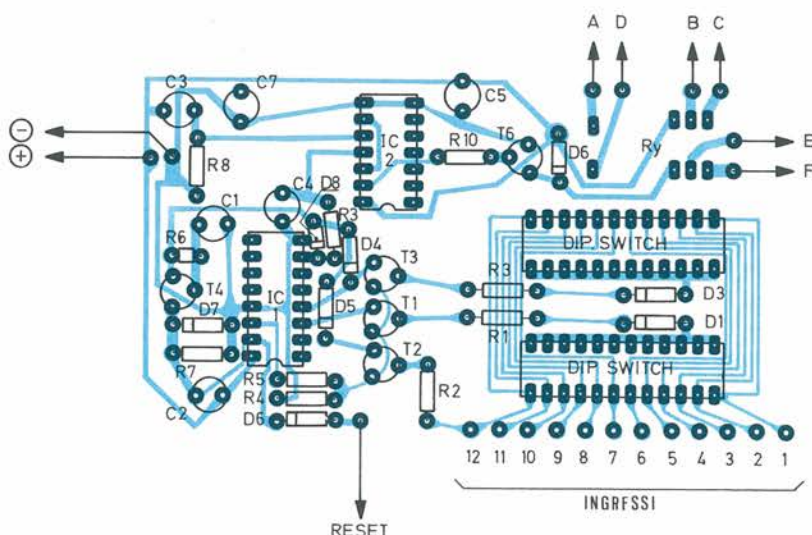 A D B C
C3 C7 C5
⊖
⊕
IC 2
R10 T6 D6 Ry
E
F
R8
C1 C4 D8 R3 D4
DIP SWITCH
R6 T3
T4 IC 1 D5 T1 R3 D3
D7 R1 D1
R7 T2 DIP SWITCH
R5 R2
R4
C2 D6
12 11 10 9 8 7 6 5 4 3 2 1
INGRESSI
RESET